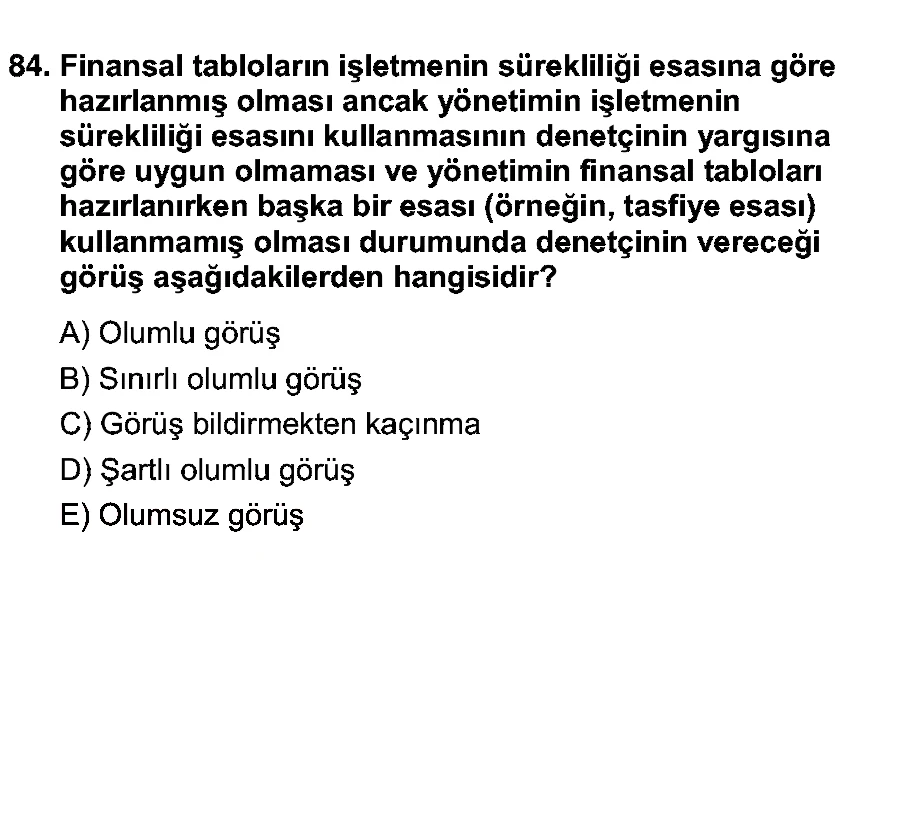 84. Finansal tabloların işletmenin sürekliliği esasına göre
hazırlanmış olması ancak yönetimin işletmenin
sürekliliği esasını kullanmasının denetçinin yargısına
göre uygun olmaması ve yönetimin finansal tabloları
hazırlanırken başka bir esası (örneğin, tasfiye esası)
kullanmamış olması durumunda denetçinin vereceği
görüş aşağıdakilerden hangisidir?
A) Olumlu görüş
B) Sınırlı olumlu görüş
C) Görüş bildirmekten kaçınma
D) Şartlı olumlu görüş
E) Olumsuz görüş